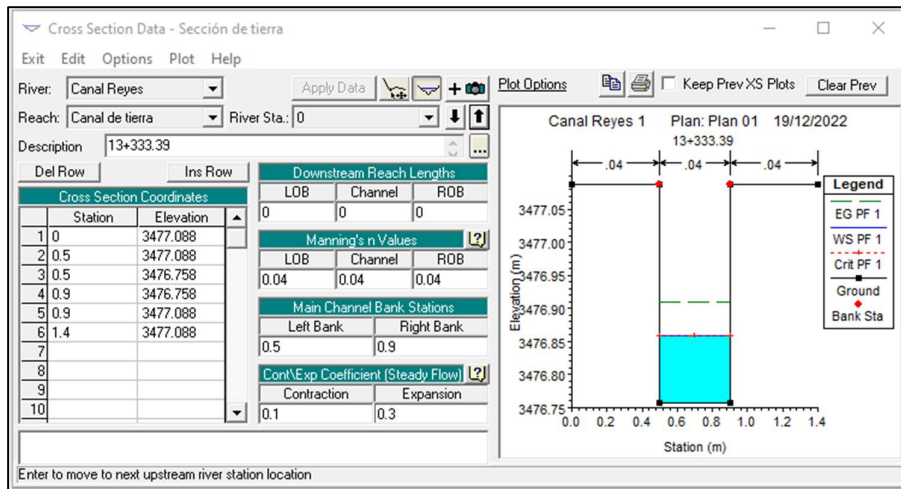 Cross Section Data - Sección de tierra
Exit Edit Options Plot Help
River: Canal Reyes Apply Data
Reach: Canal de tierra River Sta.: 0
Description 13+333.39 ...
Del Row Ins Row
Cross Section Coordinates
Station Elevation
1 0 3477.088
2 0.5 3477.088
3 0.5 3476.758
4 0.9 3476.758
5 0.9 3477.088
6 1.4 3477.088
7
8
9
10
Downstream Reach Lengths
LOB Channel ROB
0 0 0
Manning's n Values
LOB Channel ROB
0.04 0.04 0.04
Main Channel Bank Stations
Left Bank Right Bank
0.5 0.9
Cont\Exp Coefficient (Steady Flow)
Contraction Expansion
0.1 0.3
Enter to move to next upstream river station location
Plot Options Keep Prev XS Plots Clear Prev
Canal Reyes 1 Plan: Plan 01 19/12/2022
13+333.39
.04 .04 .04
Elevation (m)
3477.05
3477.00
3476.95
3476.90
3476.85
3476.80
3476.75
0.0 0.2 0.4 0.6 0.8 1.0 1.2 1.4
Station (m)
Legend
EG PF 1
WS PF 1
Crit PF 1
Ground
Bank Sta